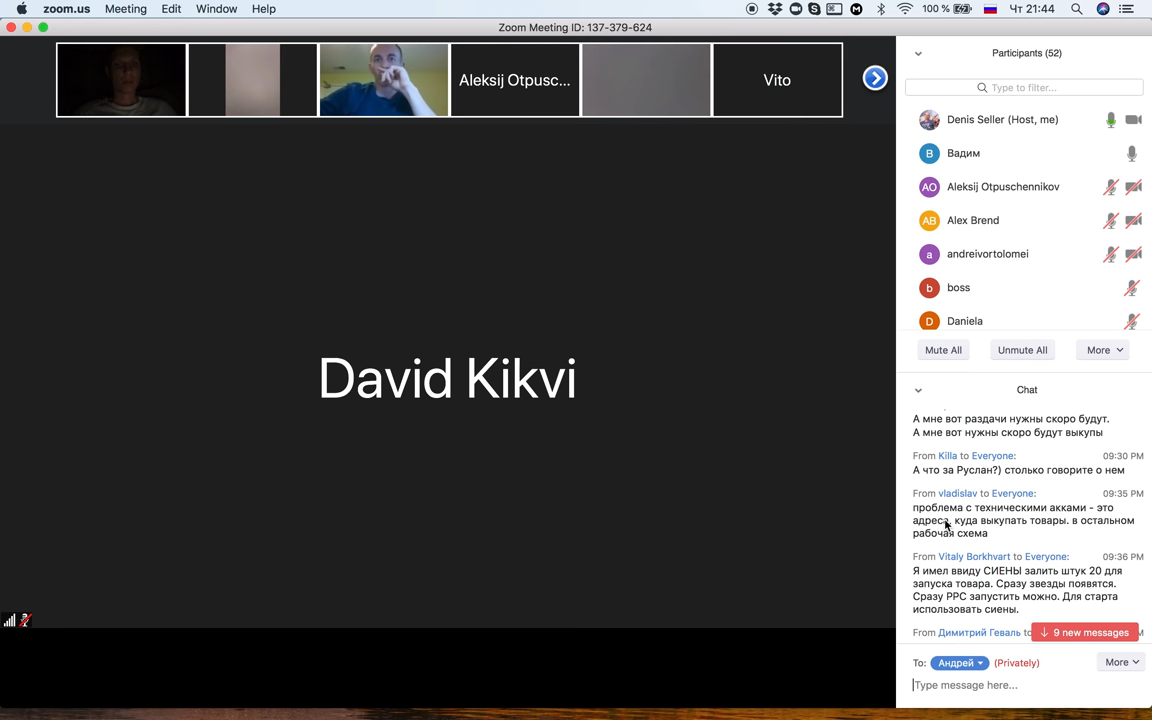 zoom.us Meeting Edit Window Help 100 % Чт 21:44
Zoom Meeting ID: 137-379-624
Aleksij Otpusc...
Vito
David Kikvi
Participants (52)
Type to filter...
Denis Seller (Host, me)
В Вадим
AO Aleksij Otpuschennikov
AB Alex Brend
a andreivortolomei
b boss
D Daniela
Mute All Unmute All More
Chat
А мне вот раздачи нужны скоро будут.
А мне вот нужны скоро будут выкупы
From Killa to Everyone: 09:30 PM
А что за Руслан?) столько говорите о нем
From vladislav to Everyone: 09:35 PM
проблема с техническими акками - это
адреса, куда выкупать товары. в остальном
рабочая схема
From Vitaly Borkhvart to Everyone: 09:36 PM
Я имел ввиду СИЕНЫ залить штук 20 для
запуска товара. Сразу звезды появятся.
Сразу PPC запустить можно. Для старта
использовать сиены.
From Димитрий Геваль to
9 new messages
To: Андрей (Privately) More
Type message here...